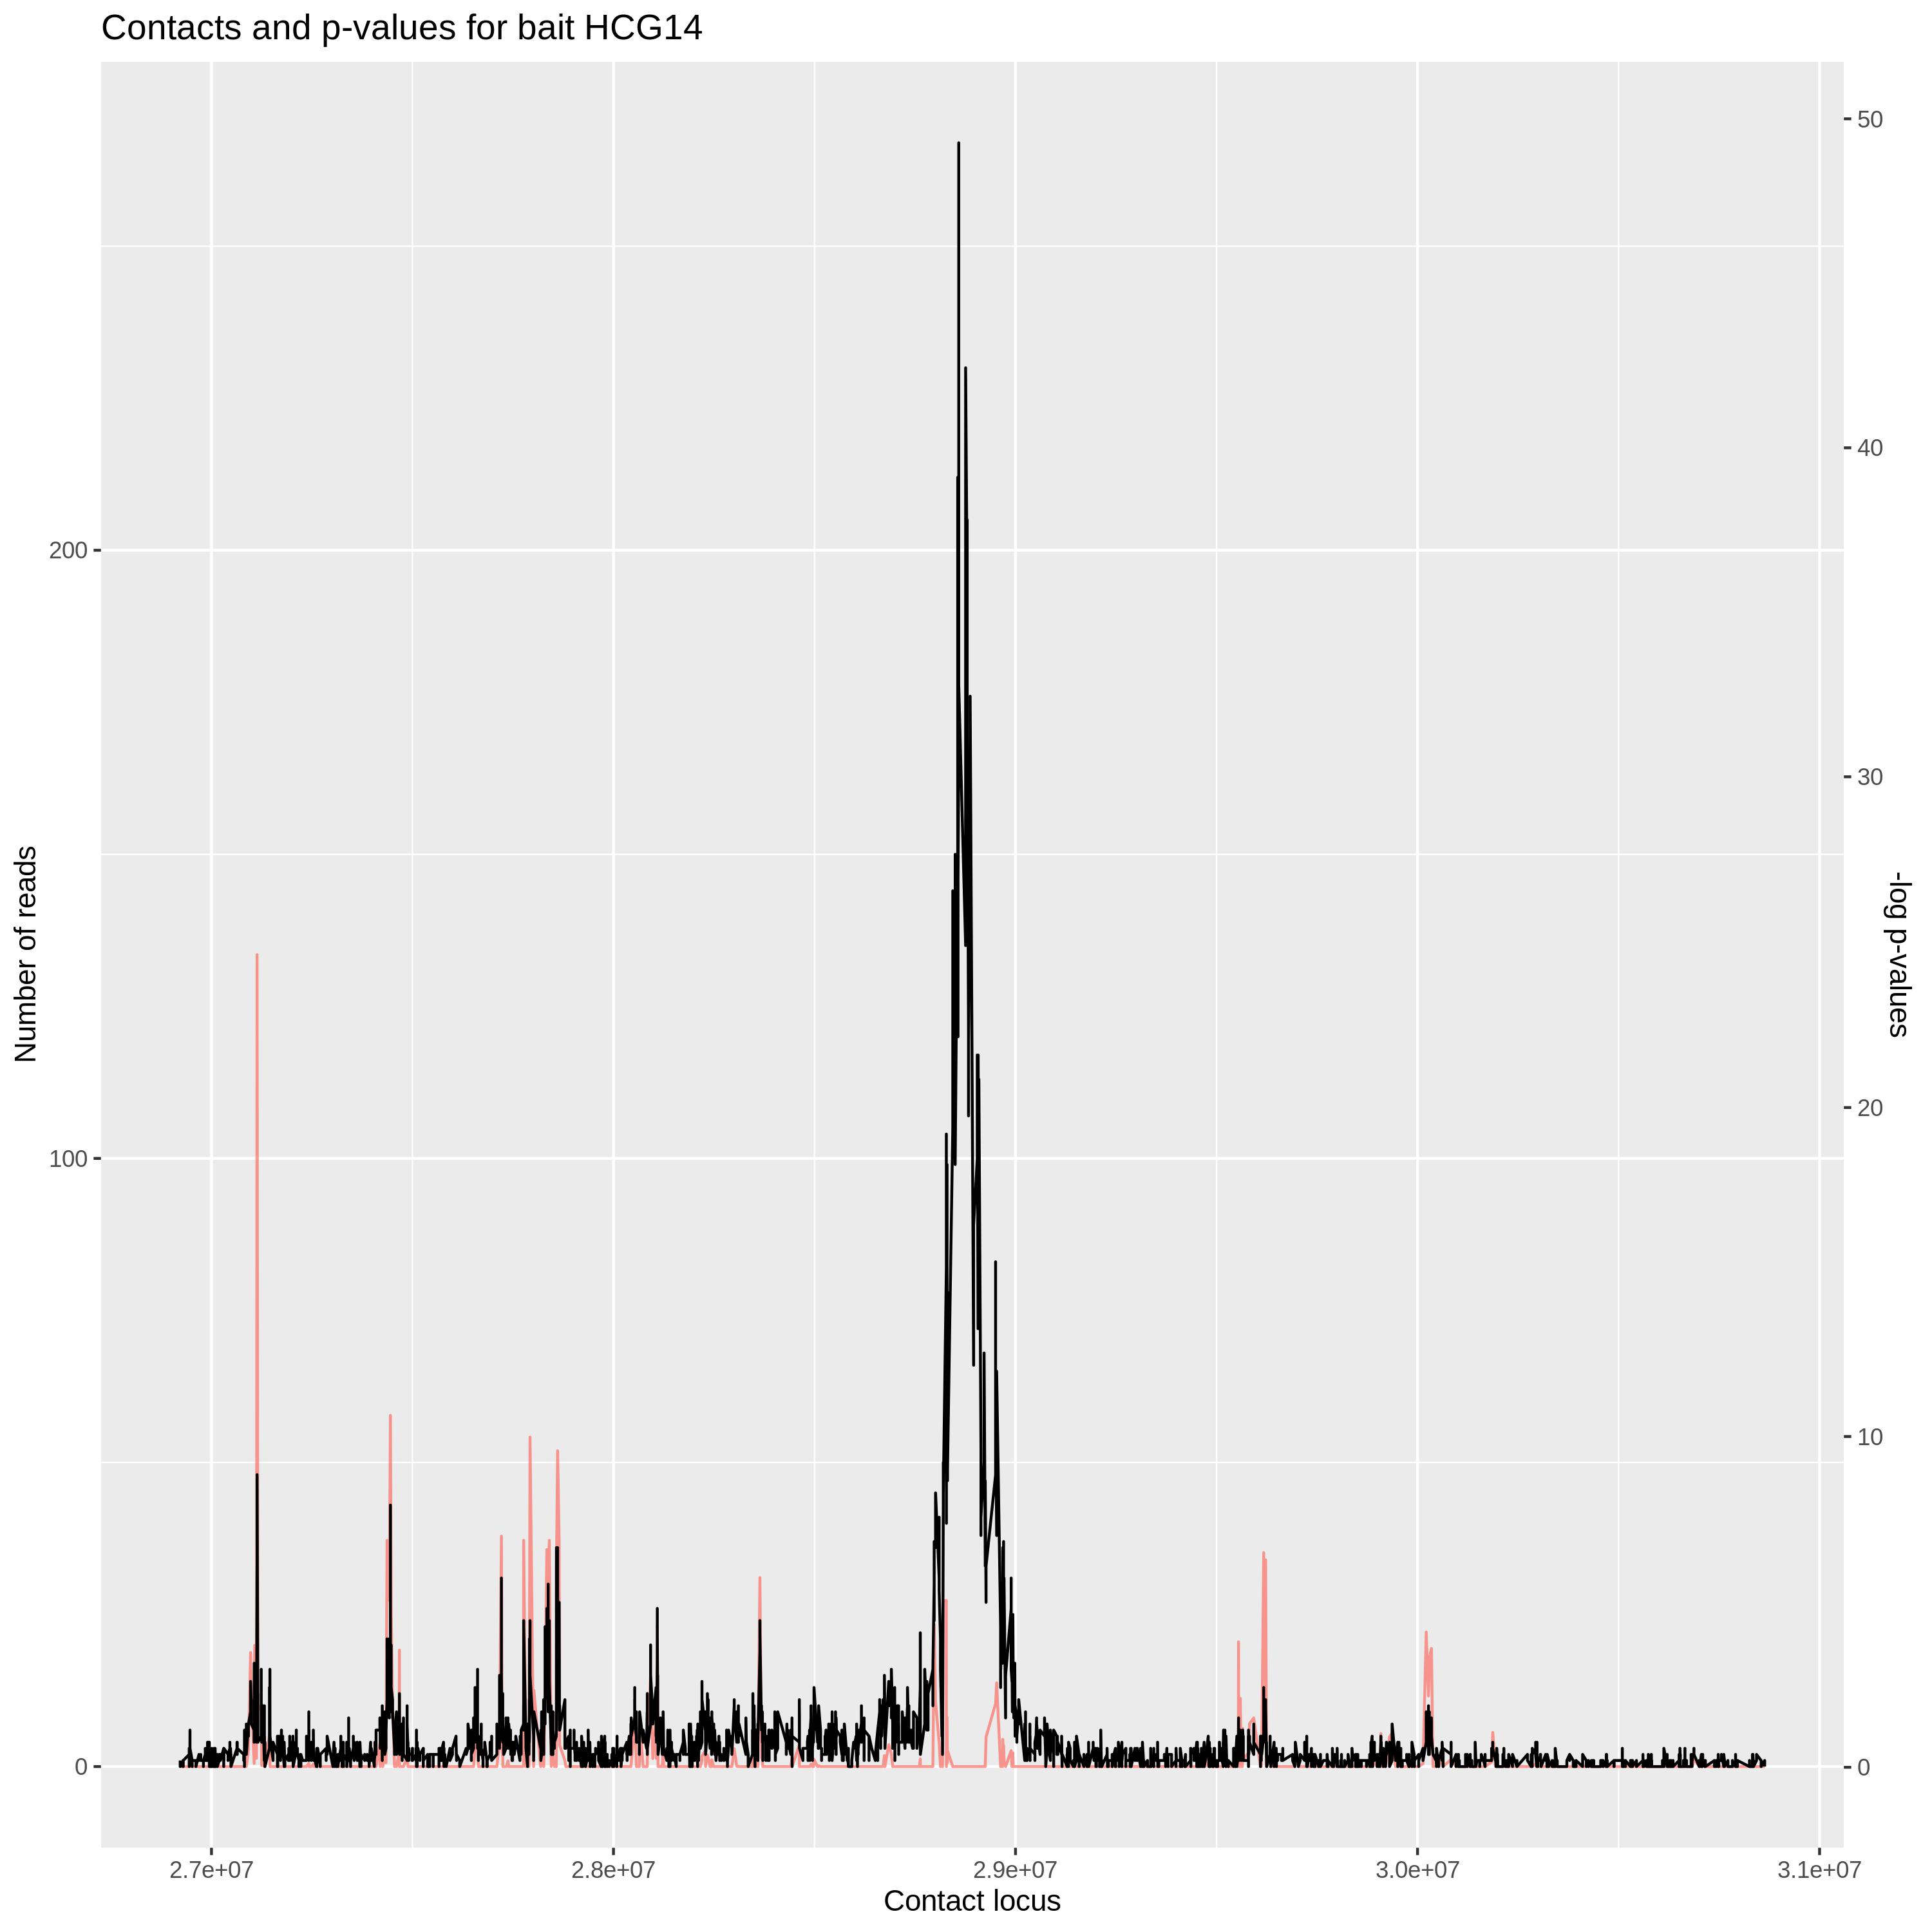 Contacts and p-values for bait HCG14
50
40
200
30
Number of reads
-log p-values
20
100
10
0
0
2.7e+07
2.8e+07
2.9e+07
3.0e+07
3.1e+07
Contact locus